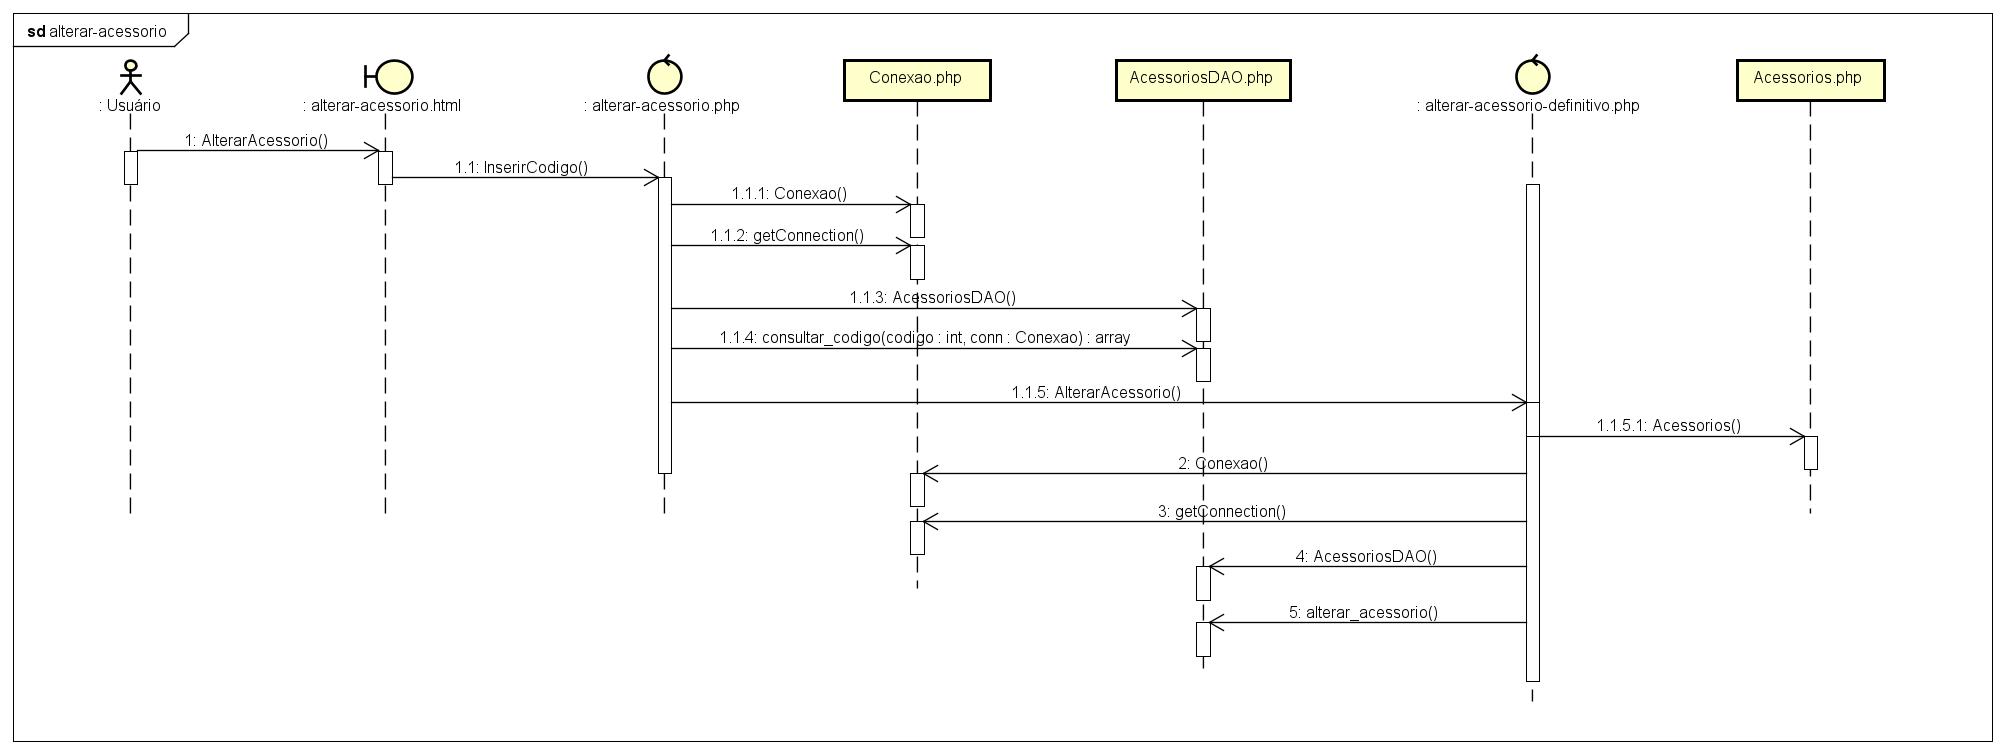 sd alterar-acessorio
: Usuário
: alterar-acessorio.html
: alterar-acessorio.php
Conexao.php
AcessoriosDAO.php
: alterar-acessorio-definitivo.php
Acessorios.php
1: AlterarAcessorio()
1.1: InserirCodigo()
1.1.1: Conexao()
1.1.2: getConnection()
1.1.3: AcessoriosDAO()
1.1.4: consultar_codigo(codigo : int, conn : Conexao) : array
1.1.5: AlterarAcessorio()
1.1.5.1: Acessorios()
2: Conexao()
3: getConnection()
4: AcessoriosDAO()
5: alterar_acessorio()